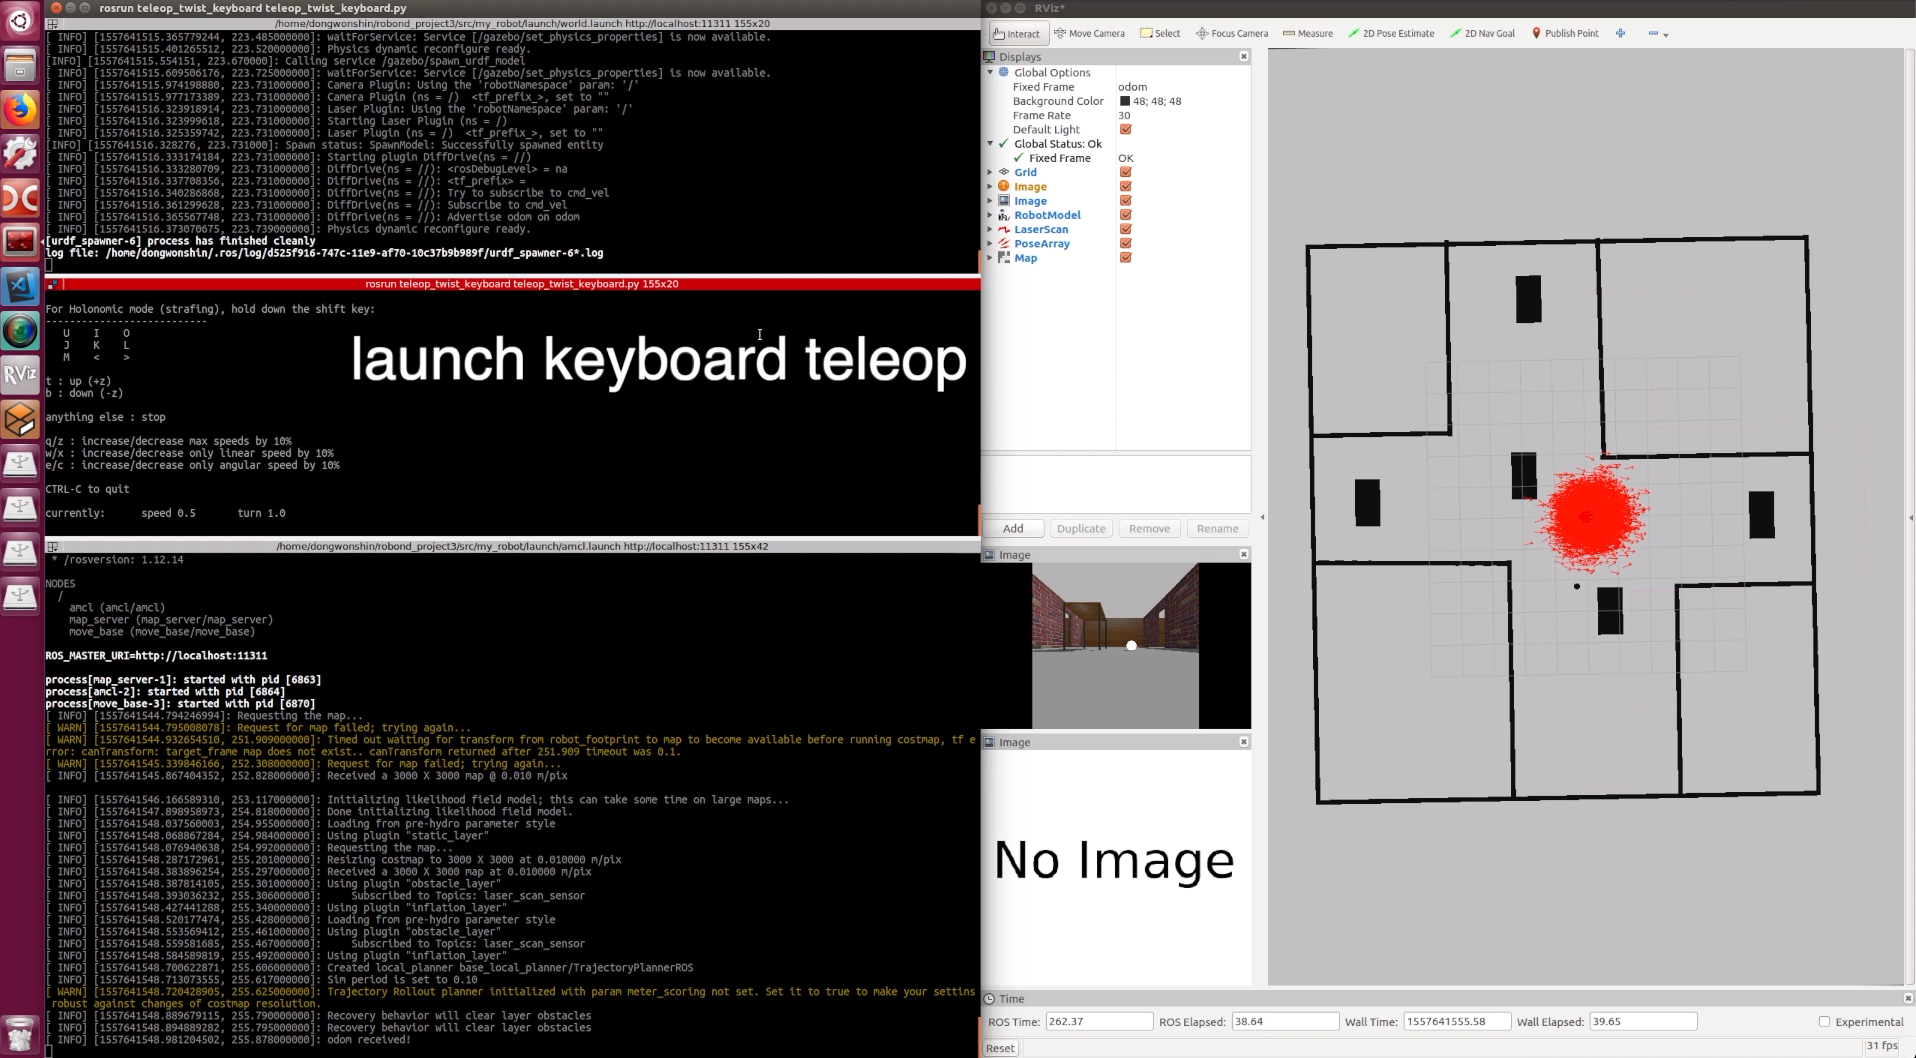 rosrun teleop_twist_keyboard teleop_twist_keyboard.py
/home/dongwonshin/robond_project3/src/my_robot/launch/world.launch http://localhost:11311 155x20
[ INFO] [1557641515.365779244, 223.485000000]: waitForService: Service [/gazebo/set_physics_properties] is now available.
[ INFO] [1557641515.401265512, 223.520000000]: Physics dynamic reconfigure ready.
[INFO] [1557641515.554151, 223.670000]: Calling service /gazebo/spawn_urdf_model
[ INFO] [1557641515.609506176, 223.725000000]: waitForService: Service [/gazebo/set_physics_properties] is now available.
[ INFO] [1557641515.974198880, 223.731000000]: Camera Plugin: Using the 'robotNamespace' param: '/'
[ INFO] [1557641515.977173389, 223.731000000]: Camera Plugin (ns = /)  <tf_prefix_>, set to ""
[ INFO] [1557641516.323918914, 223.731000000]: Laser Plugin: Using the 'robotNamespace' param: '/'
[ INFO] [1557641516.323999618, 223.731000000]: Starting Laser Plugin (ns = /)
[ INFO] [1557641516.325359742, 223.731000000]: Laser Plugin (ns = /)  <tf_prefix_>, set to ""
[INFO] [1557641516.328276, 223.731000]: Spawn status: SpawnModel: Successfully spawned entity
[ INFO] [1557641516.333174184, 223.731000000]: Starting plugin DiffDrive(ns = //)
[ INFO] [1557641516.333280709, 223.731000000]: DiffDrive(ns = //): <rosDebugLevel> = na
[ INFO] [1557641516.337708356, 223.731000000]: DiffDrive(ns = //): <tf_prefix> =
[ INFO] [1557641516.340286868, 223.731000000]: DiffDrive(ns = //): Try to subscribe to cmd_vel
[ INFO] [1557641516.361299628, 223.731000000]: DiffDrive(ns = //): Subscribe to cmd_vel
[ INFO] [1557641516.365567748, 223.731000000]: DiffDrive(ns = //): Advertise odom on odom
[ INFO] [1557641516.373070675, 223.739000000]: Physics dynamic reconfigure ready.
[urdf_spawner-6] process has finished cleanly
log file: /home/dongwonshin/.ros/log/d525f916-747c-11e9-af70-10c37b9b989f/urdf_spawner-6*.log
rosrun teleop_twist_keyboard teleop_twist_keyboard.py 155x20
For Holonomic mode (strafing), hold down the shift key:
---------------------------
U I O
J K L
M < >
launch keyboard teleop
t : up (+z)
b : down (-z)
anything else : stop
q/z : increase/decrease max speeds by 10%
w/x : increase/decrease only linear speed by 10%
e/c : increase/decrease only angular speed by 10%
CTRL-C to quit
currently: speed 0.5 turn 1.0
/home/dongwonshin/robond_project3/src/my_robot/launch/amcl.launch http://localhost:11311 155x42
* /rosversion: 1.12.14
NODES
/
amcl (amcl/amcl)
map_server (map_server/map_server)
move_base (move_base/move_base)
ROS_MASTER_URI=http://localhost:11311
process[map_server-1]: started with pid [6863]
process[amcl-2]: started with pid [6864]
process[move_base-3]: started with pid [6870]
[ INFO] [1557641544.794246994]: Requesting the map...
[ WARN] [1557641544.795008078]: Request for map failed; trying again...
[ WARN] [1557641544.932654510, 251.909000000]: Timed out waiting for transform from robot_footprint to map to become available before running costmap, tf e
rror: canTransform: target_frame map does not exist.. canTransform returned after 251.909 timeout was 0.1.
[ WARN] [1557641545.339846166, 252.308000000]: Request for map failed; trying again...
[ INFO] [1557641545.867404352, 252.828000000]: Received a 3000 X 3000 map @ 0.010 m/pix
[ INFO] [1557641546.166589310, 253.117000000]: Initializing likelihood field model; this can take some time on large maps...
[ INFO] [1557641547.898958973, 254.818000000]: Done initializing likelihood field model.
[ INFO] [1557641548.037560003, 254.955000000]: Loading from pre-hydro parameter style
[ INFO] [1557641548.068867284, 254.984000000]: Using plugin "static_layer"
[ INFO] [1557641548.076940638, 254.992000000]: Requesting the map...
[ INFO] [1557641548.287172961, 255.201000000]: Resizing costmap to 3000 X 3000 at 0.010000 m/pix
[ INFO] [1557641548.383896254, 255.297000000]: Received a 3000 X 3000 map at 0.010000 m/pix
[ INFO] [1557641548.387814105, 255.301000000]: Using plugin "obstacle_layer"
[ INFO] [1557641548.393036232, 255.306000000]:     Subscribed to Topics: laser_scan_sensor
[ INFO] [1557641548.427441288, 255.340000000]: Using plugin "inflation_layer"
[ INFO] [1557641548.520177474, 255.428000000]: Loading from pre-hydro parameter style
[ INFO] [1557641548.553569412, 255.461000000]: Using plugin "obstacle_layer"
[ INFO] [1557641548.559581685, 255.467000000]:     Subscribed to Topics: laser_scan_sensor
[ INFO] [1557641548.584589819, 255.492000000]: Using plugin "inflation_layer"
[ INFO] [1557641548.700622871, 255.606000000]: Created local_planner base_local_planner/TrajectoryPlannerROS
[ INFO] [1557641548.713073555, 255.617000000]: Sim period is set to 0.10
[ WARN] [1557641548.720428905, 255.625000000]: Trajectory Rollout planner initialized with param meter_scoring not set. Set it to true to make your settins
robust against changes of costmap resolution.
[ INFO] [1557641548.889679115, 255.790000000]: Recovery behavior will clear layer obstacles
[ INFO] [1557641548.894889282, 255.795000000]: Recovery behavior will clear layer obstacles
[ INFO] [1557641548.981204502, 255.878000000]: odom received!
RViz
RViz*
Interact Move Camera Select Focus Camera Measure 2D Pose Estimate 2D Nav Goal Publish Point
Displays
Global Options
Fixed Frame odom
Background Color 48; 48; 48
Frame Rate 30
Default Light
Global Status: Ok
Fixed Frame OK
Grid
Image
Image
RobotModel
LaserScan
PoseArray
Map
Add Duplicate Remove Rename
Image
Image
No Image
Time
ROS Time: 262.37 ROS Elapsed: 38.64 Wall Time: 1557641555.58 Wall Elapsed: 39.65 Experimental
Reset 31 fps